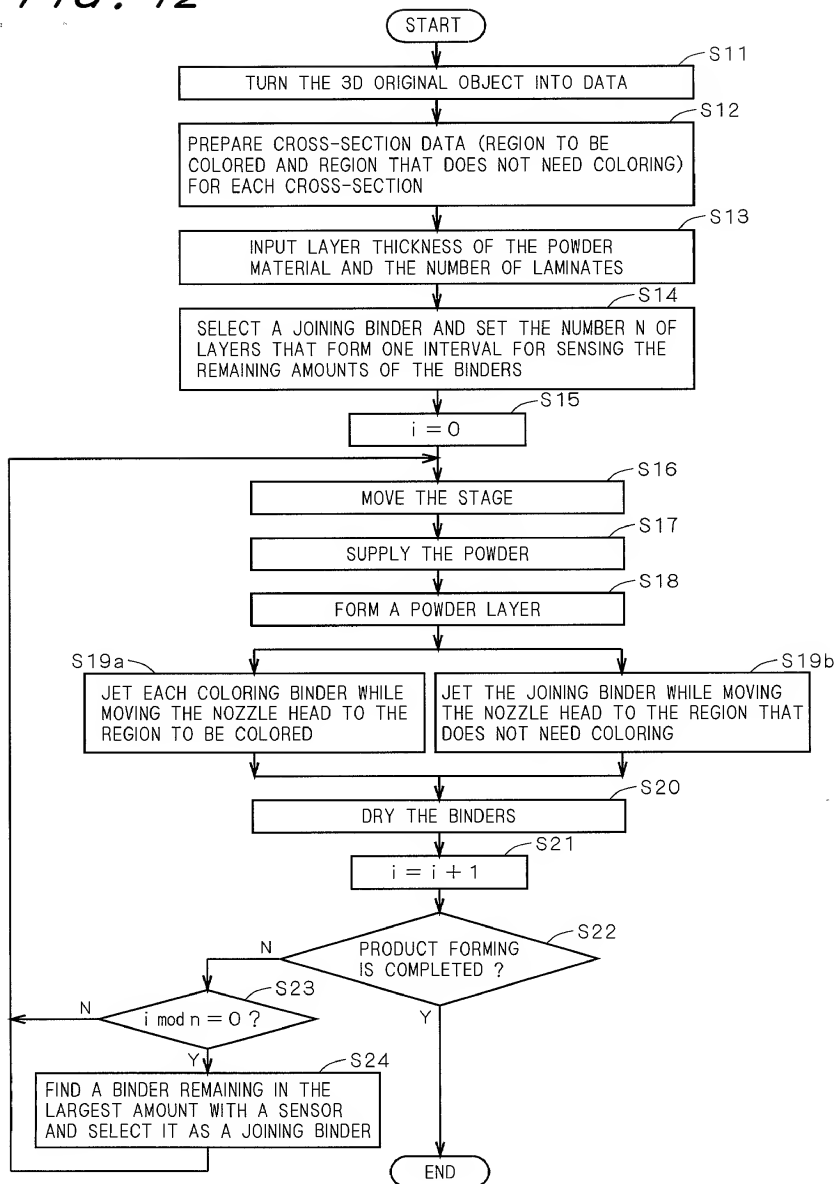 FIG. 12
START
S11
TURN THE 3D ORIGINAL OBJECT INTO DATA
S12
PREPARE CROSS-SECTION DATA (REGION TO BE
COLORED AND REGION THAT DOES NOT NEED COLORING)
FOR EACH CROSS-SECTION
S13
INPUT LAYER THICKNESS OF THE POWDER
MATERIAL AND THE NUMBER OF LAMINATES
S14
SELECT A JOINING BINDER AND SET THE NUMBER N OF
LAYERS THAT FORM ONE INTERVAL FOR SENSING THE
REMAINING AMOUNTS OF THE BINDERS
S15
i = 0
S16
MOVE THE STAGE
S17
SUPPLY THE POWDER
S18
FORM A POWDER LAYER
S19a
JET EACH COLORING BINDER WHILE
MOVING THE NOZZLE HEAD TO THE
REGION TO BE COLORED
S19b
JET THE JOINING BINDER WHILE MOVING
THE NOZZLE HEAD TO THE REGION THAT
DOES NOT NEED COLORING
S20
DRY THE BINDERS
S21
i = i + 1
S22
PRODUCT FORMING
IS COMPLETED ?
N
Y
S23
i mod n = 0 ?
N
Y
S24
FIND A BINDER REMAINING IN THE
LARGEST AMOUNT WITH A SENSOR
AND SELECT IT AS A JOINING BINDER
END